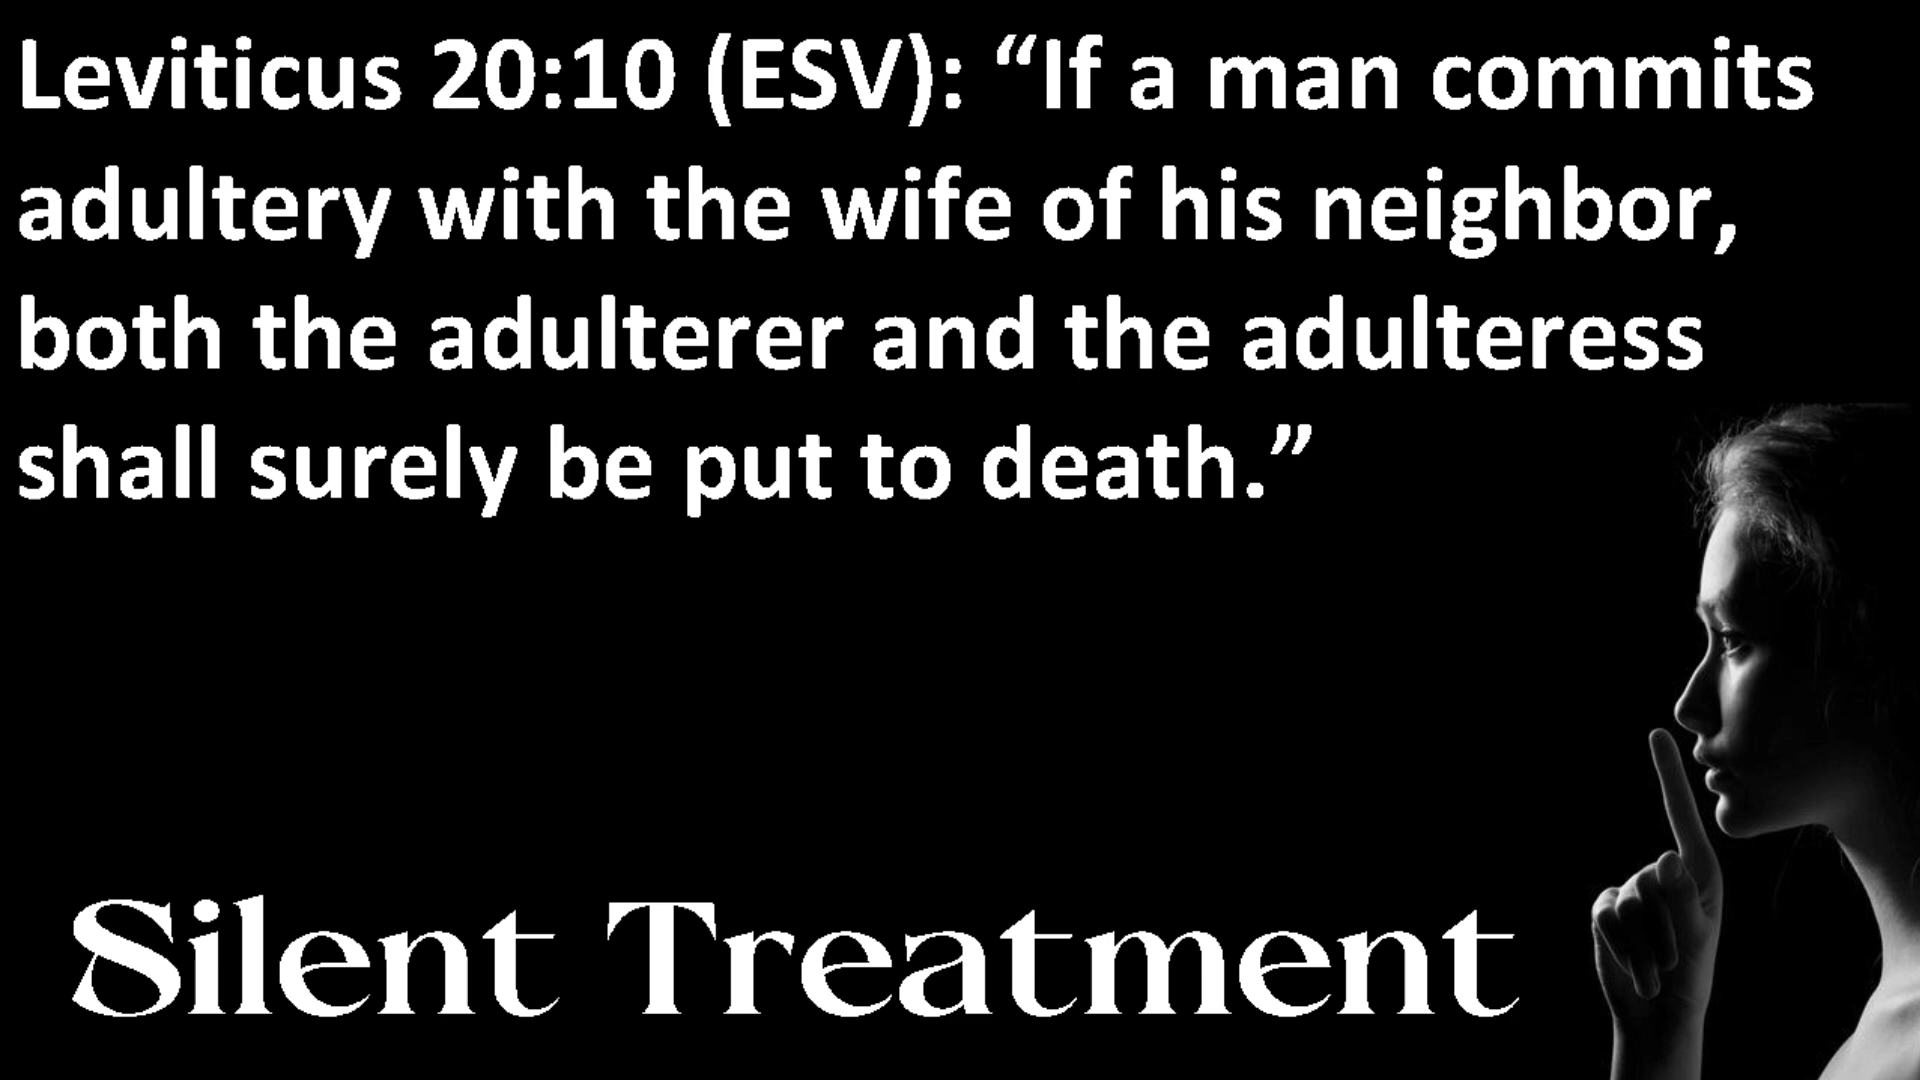 Leviticus 20:10 (ESV): “If a man commits
adultery with the wife of his neighbor,
both the adulterer and the adulteress
shall surely be put to death.”
Silent Treatment